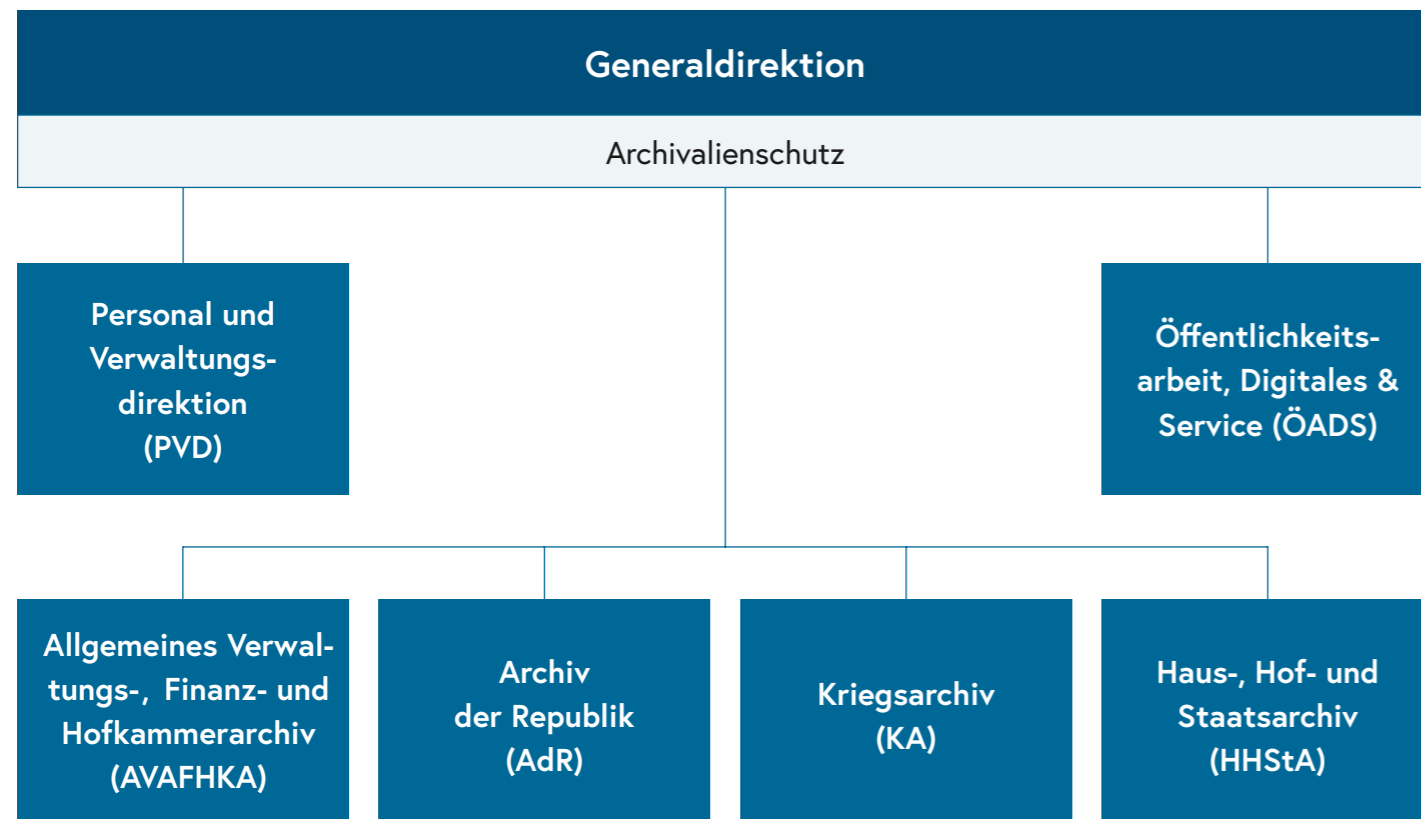 Generaldirektion
Archivalienschutz
Personal und
Verwaltungs-
direktion
(PVD)
Öffentlichkeits-
arbeit, Digitales &
Service (ÖADS)
Allgemeines Verwal-
tungs-, Finanz- und
Hofkammerarchiv
(AVAFHKA)
Archiv
der Republik
(AdR)
Kriegsarchiv
(KA)
Haus-, Hof- und
Staatsarchiv
(HHStA)